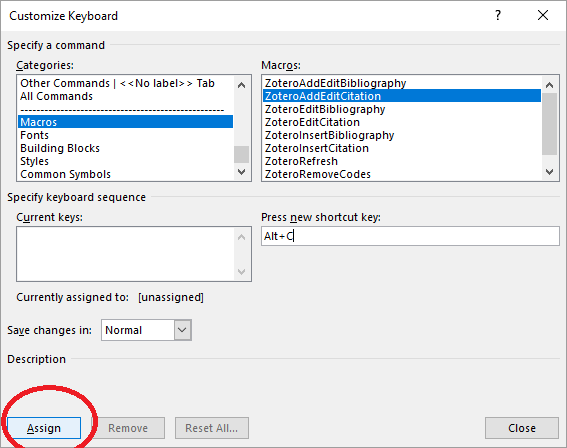 Customize Keyboard
?
Specify a command
Categories:
Macros:
Other Commands | <<No label>> Tab
All Commands
----------------------------------------
Macros
Fonts
Building Blocks
Styles
Common Symbols
ZoteroAddEditBibliography
ZoteroAddEditCitation
ZoteroEditBibliography
ZoteroEditCitation
ZoteroInsertBibliography
ZoteroInsertCitation
ZoteroRefresh
ZoteroRemoveCodes
Specify keyboard sequence
Current keys:
Press new shortcut key:
Alt+C
Currently assigned to: [unassigned]
Save changes in: Normal
Description
Assign
Remove
Reset All...
Close